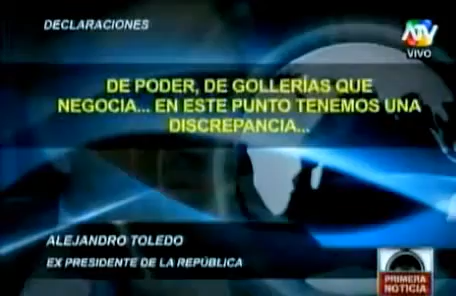 DECLARACIONES
ATV
VIVO
DE PODER, DE GOLLERÍAS QUE
NEGOCIA... EN ESTE PUNTO TENEMOS UNA
DISCREPANCIA...
ALEJANDRO TOLEDO
EX PRESIDENTE DE LA REPÚBLICA
PRIMERA
NOTICIA